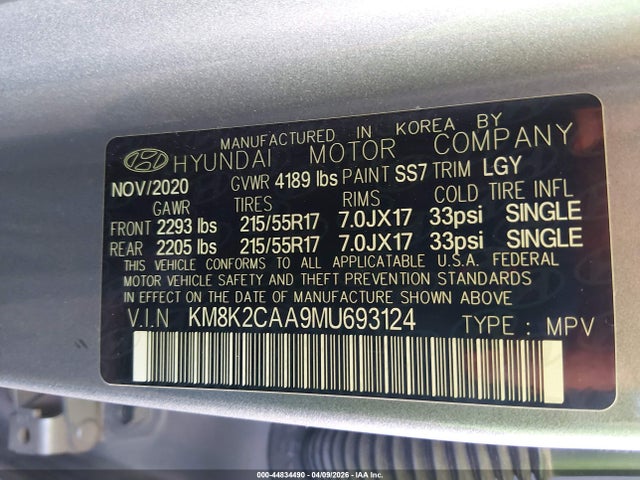 MANUFACTURED IN KOREA BY
HYUNDAI MOTOR COMPANY
NOV/2020 GVWR 4189 lbs PAINT SS7 TRIM LGY
GAWR TIRES RIMS COLD TIRE INFL
FRONT 2293 lbs 215/55R17 7.0JX17 33psi SINGLE
REAR 2205 lbs 215/55R17 7.0JX17 33psi SINGLE
THIS VEHICLE CONFORMS TO ALL APPLICATABLE U.S.A. FEDERAL
MOTOR VEHICLE SAFETY AND THEFT PREVENTION STANDARDS
IN EFFECT ON THE DATE OF MANUFACTURE SHOWN ABOVE
V.I.N KM8K2CAA9MU693124 TYPE : MPV
000-44834490 - 04/09/2026 - IAA Inc.